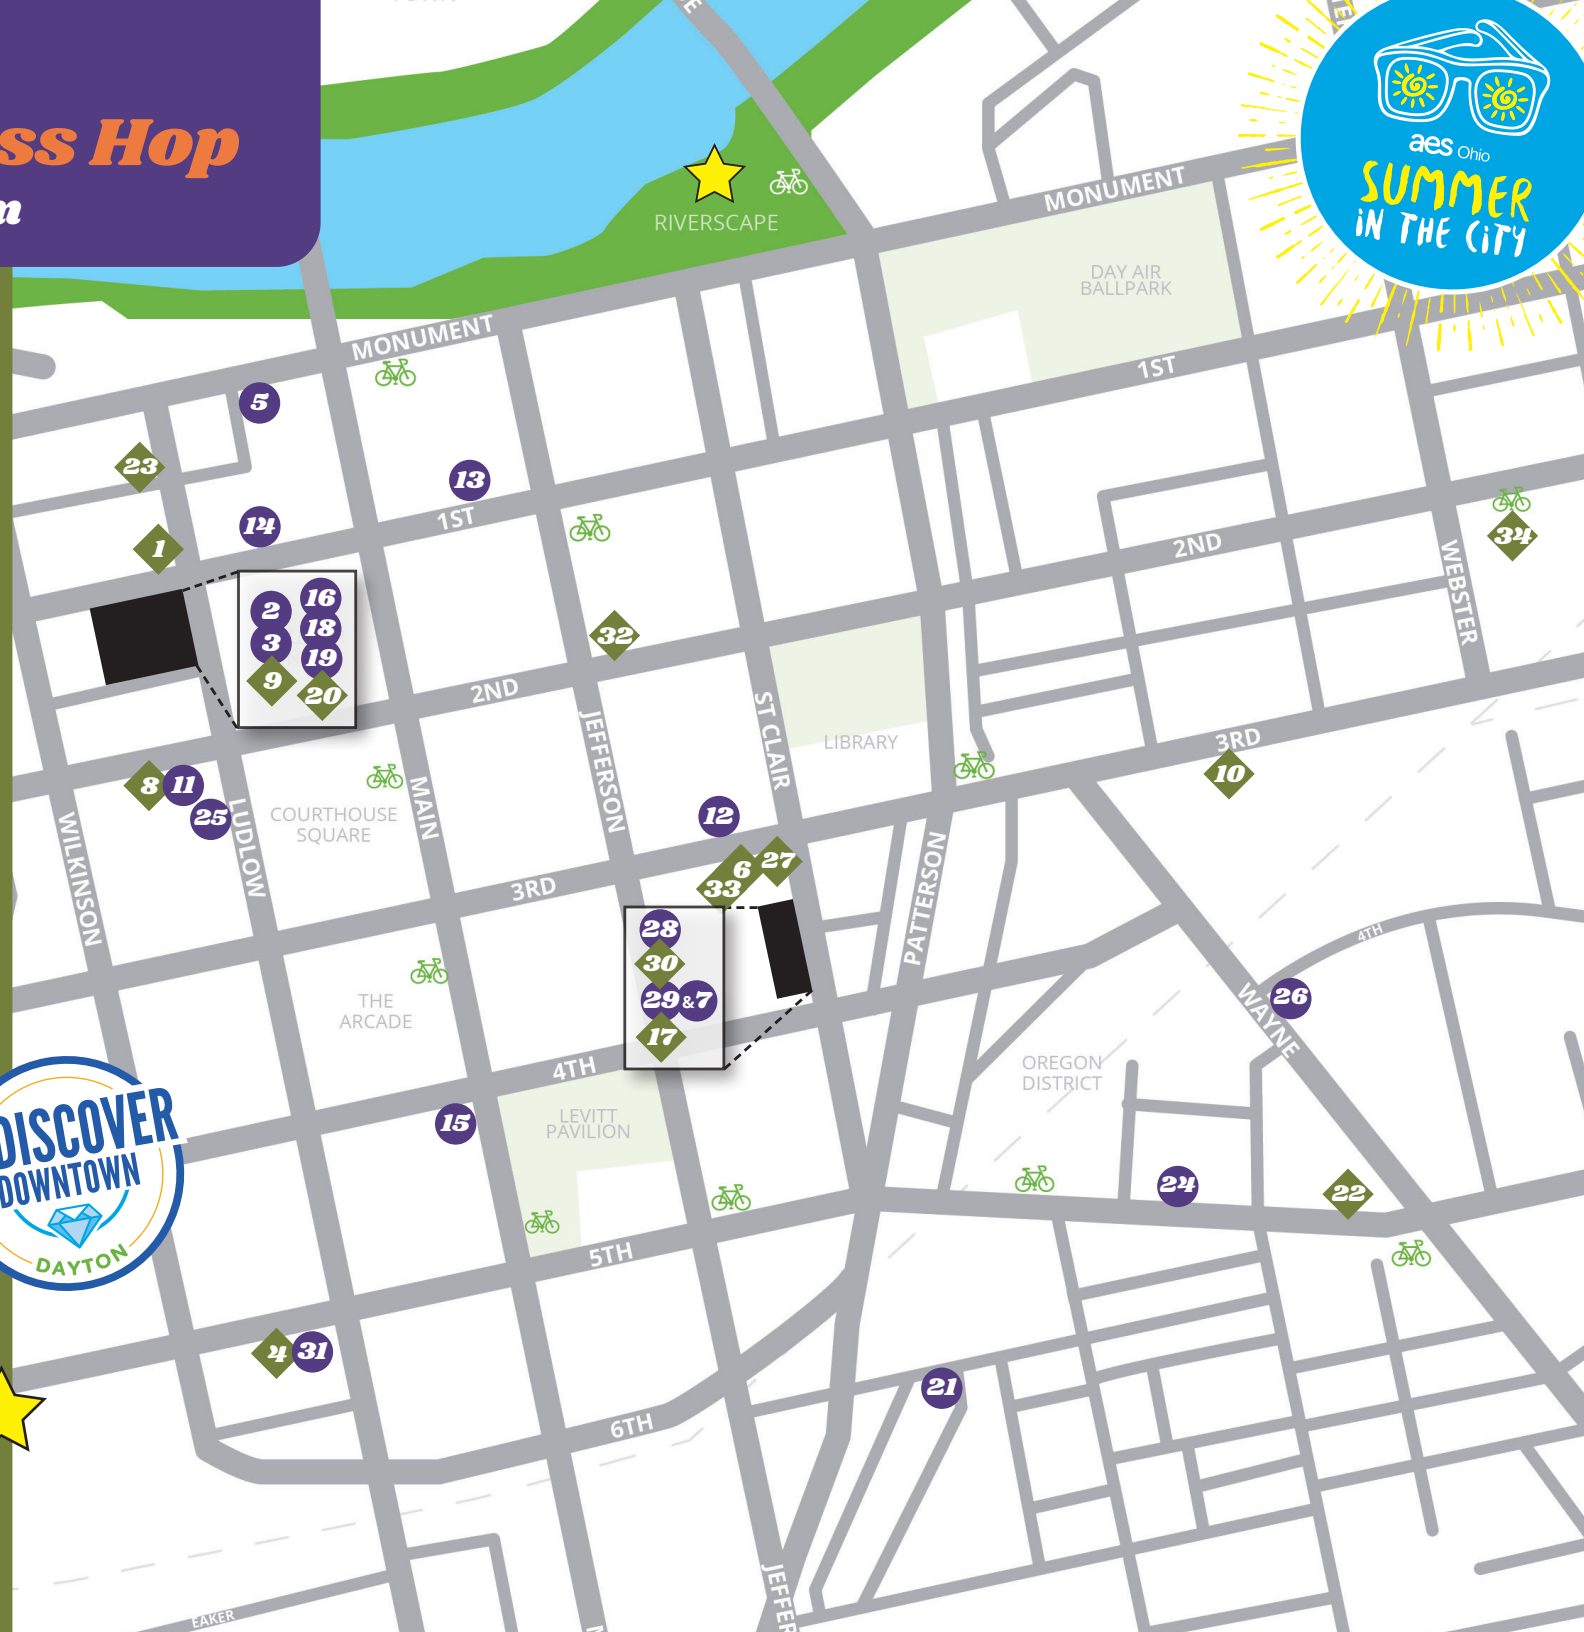 ss Hop
m
aes Ohio
SUMMER
IN THE CITY
RIVERSCAPE
MONUMENT
DAY AIR
BALLPARK
MONUMENT
1ST
5
23
13
14
1ST
1
2ND
34
WEBSTER
2
16
3
18
19
9
20
32
2ND
JEFFERSON
ST CLAIR
LIBRARY
3RD
10
8
11
25
WILKINSON
LUDLOW
COURTHOUSE
SQUARE
MAIN
12
3RD
6
27
33
PATTERSON
4TH
28
30
29&7
17
THE
ARCADE
26
WAYNE
4TH
OREGON
DISTRICT
LEVITT
PAVILION
15
DISCOVER
DOWNTOWN
DAYTON
24
22
5TH
4
31
21
6TH
JEFFER
EAKER